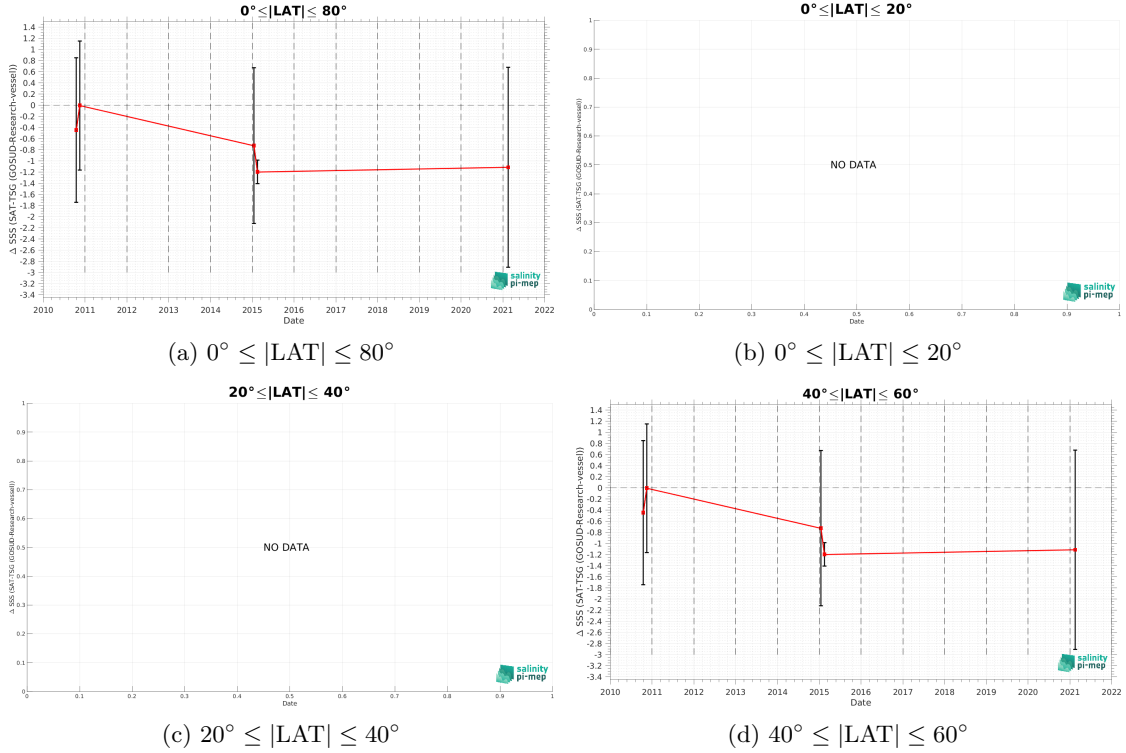 0°≤|LAT|≤ 80°
1.4
1.2
1
0.8
0.6
0.4
0.2
0
-0.2
-0.4
-0.6
-0.8
-1
-1.2
-1.4
-1.6
-1.8
-2
-2.2
-2.4
-2.6
-2.8
-3
-3.2
-3.4
Δ SSS (SAT-TSG (GOSUD-Research-vessel))
salinity
pi-mep
2010 2011 2012 2013 2014 2015 2016 2017 2018 2019 2020 2021 2022
Date
(a) 0° ≤ |LAT| ≤ 80°
0°≤|LAT|≤ 20°
1
0.9
0.8
0.7
0.6
0.5
0.4
0.3
0.2
0.1
0
Δ SSS (SAT-TSG (GOSUD-Research-vessel))
NO DATA
salinity
pi-mep
0 0.1 0.2 0.3 0.4 0.5 0.6 0.7 0.8 0.9 1
Date
(b) 0° ≤ |LAT| ≤ 20°
20°≤|LAT|≤ 40°
1
0.9
0.8
0.7
0.6
0.5
0.4
0.3
0.2
0.1
0
Δ SSS (SAT-TSG (GOSUD-Research-vessel))
NO DATA
salinity
pi-mep
0 0.1 0.2 0.3 0.4 0.5 0.6 0.7 0.8 0.9 1
Date
(c) 20° ≤ |LAT| ≤ 40°
40°≤|LAT|≤ 60°
1.4
1.2
1
0.8
0.6
0.4
0.2
0
-0.2
-0.4
-0.6
-0.8
-1
-1.2
-1.4
-1.6
-1.8
-2
-2.2
-2.4
-2.6
-2.8
-3
-3.2
-3.4
Δ SSS (SAT-TSG (GOSUD-Research-vessel))
salinity
pi-mep
2010 2011 2012 2013 2014 2015 2016 2017 2018 2019 2020 2021 2022
Date
(d) 40° ≤ |LAT| ≤ 60°